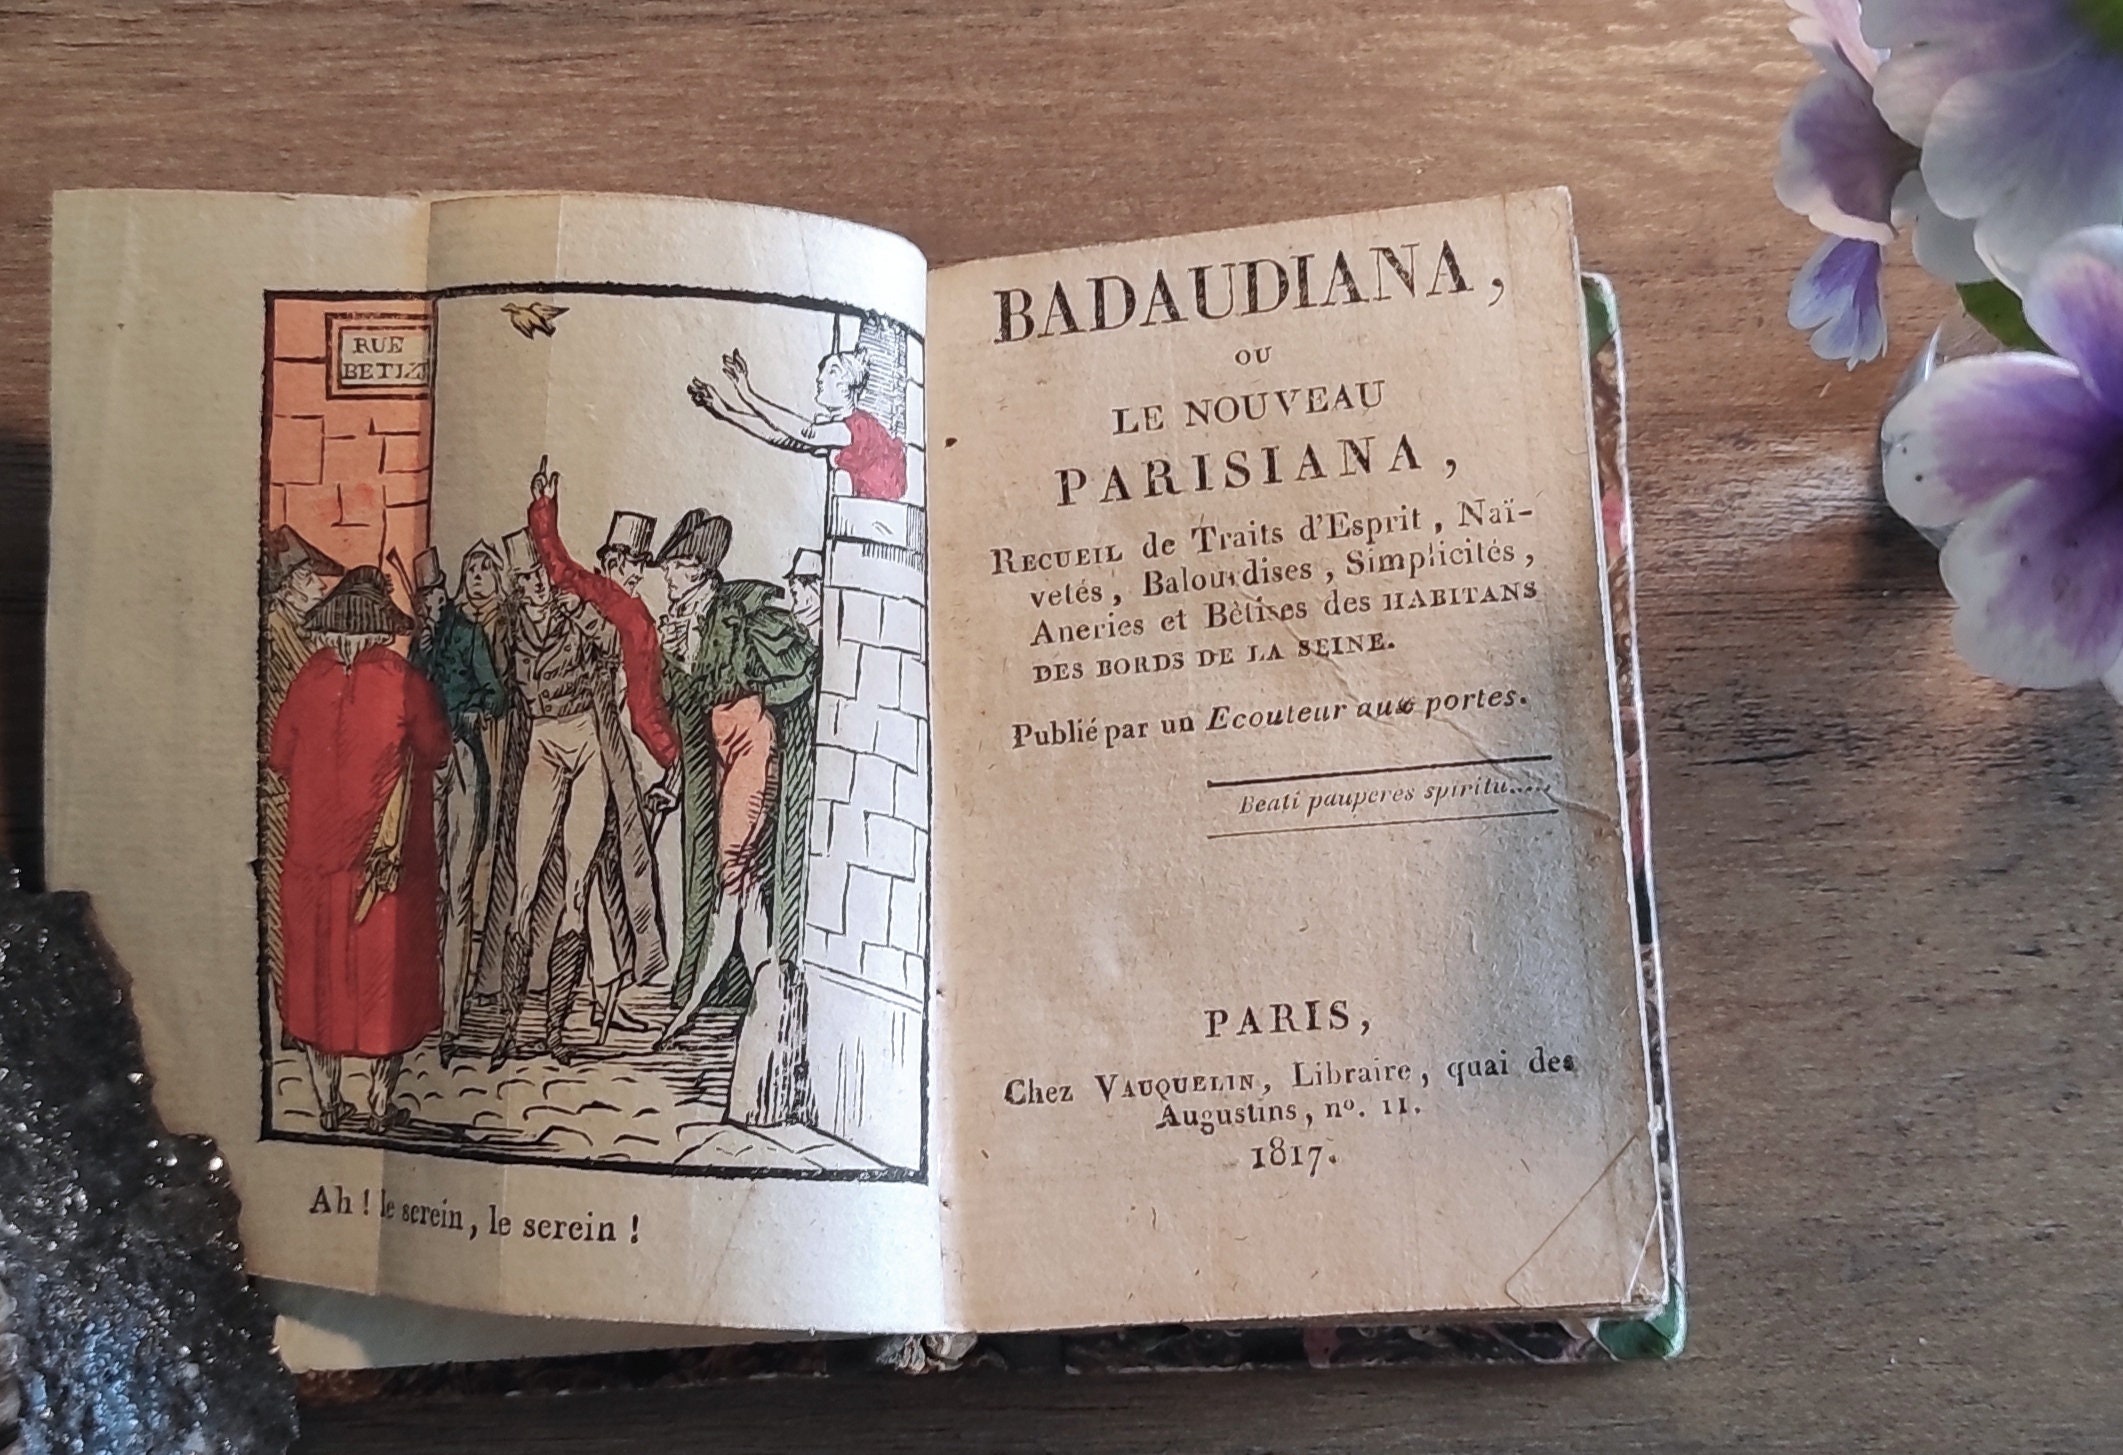 RUE
BETIZ
Ah ! le serein, le serein !
BADAUDIANA,
OU
LE NOUVEAU
PARISIANA,
RECUEIL de Traits d'Esprit, Naï-
vetés, Balourdises, Simplicités,
Aneries et Bêtises des HABITANS
DES BORDS DE LA SEINE.
Publié par un Ecouteur aux portes.
Beati pauperes spiritu.....
PARIS,
Chez VAUQUELIN, Libraire, quai des
Augustins, nº. 11.
1817.